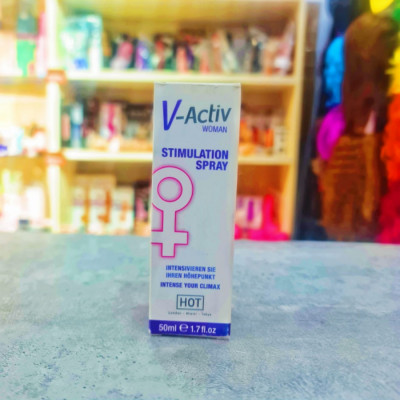 V-Activ
WOMAN
STIMULATION
SPRAY
INTENSIVIEREN SIE
IHREN HÖHEPUNKT
INTENSE YOUR CLIMAX
HOT
50ml ℮ 1.7 fl.oz